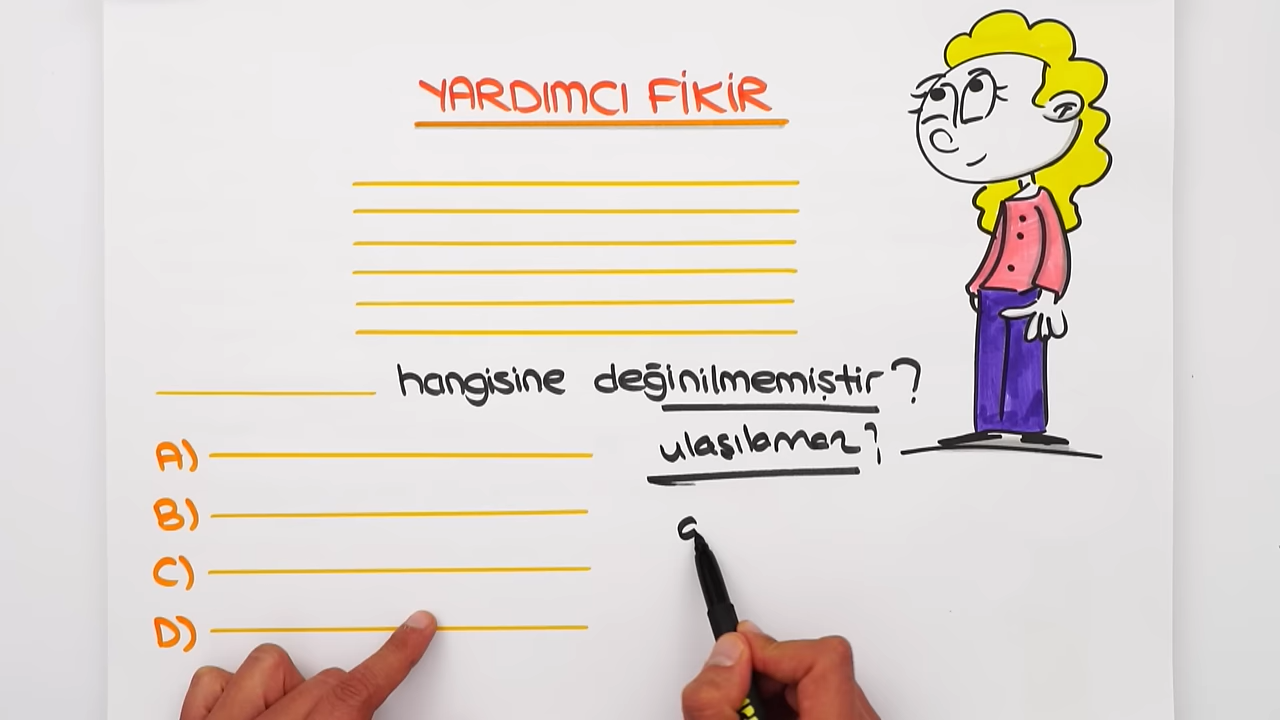 YARDIMCI FİKİR
hangisine değinilmemiştir?
ulaşılamaz?
A)
B)
C)
D)